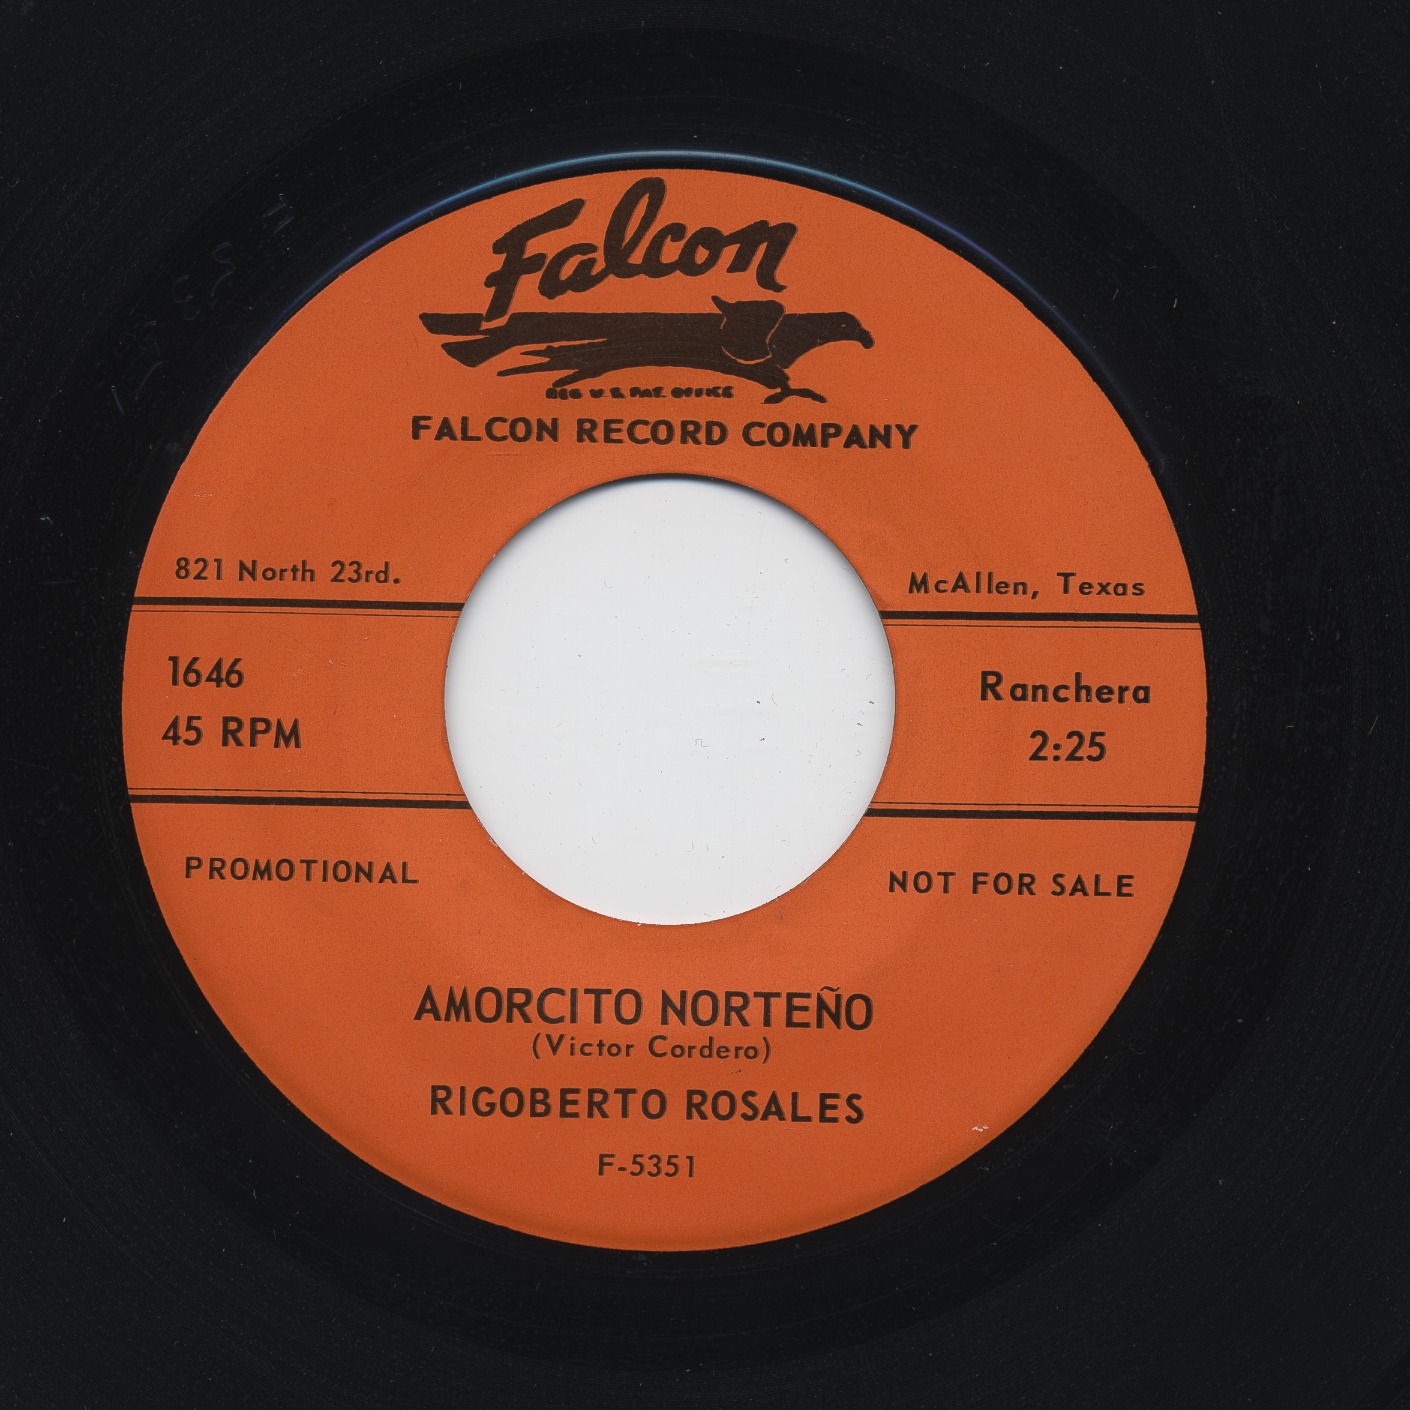 Falcon
REG U.S. PAT. OFFICE
FALCON RECORD COMPANY
821 North 23rd.
McAllen, Texas
1646
45 RPM
Ranchera
2:25
PROMOTIONAL
NOT FOR SALE
AMORCITO NORTEÑO
(Victor Cordero)
RIGOBERTO ROSALES
F-5351